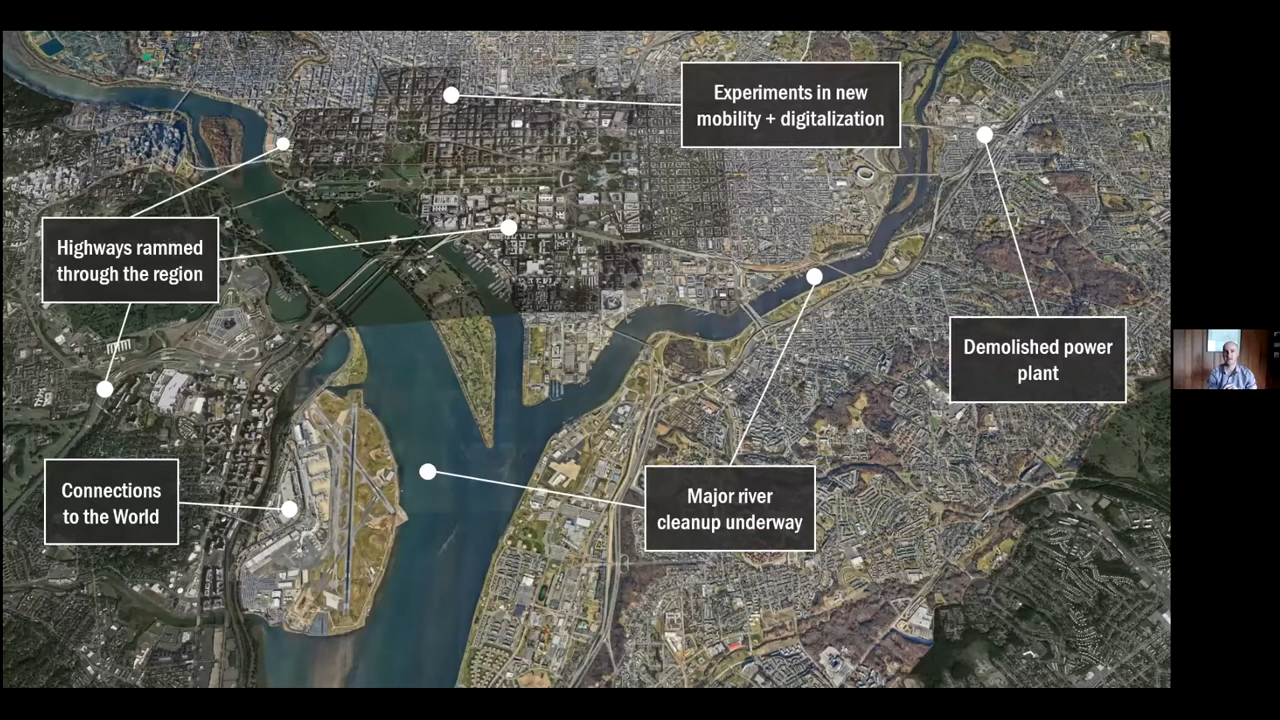 Experiments in new
mobility + digitalization
Highways rammed
through the region
Demolished power
plant
Connections
to the World
Major river
cleanup underway